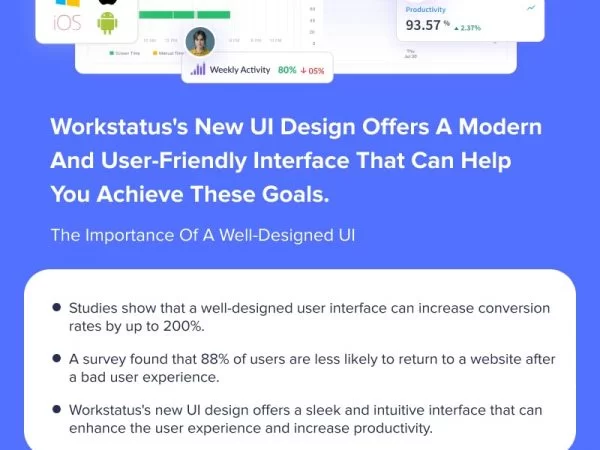 iOS
Productivity
93.57 % ▲ 2.37%
Screen Time Manual Time
Weekly Activity 80% ↓ 05%
Workstatus's New UI Design Offers A Modern
And User-Friendly Interface That Can Help
You Achieve These Goals.
The Importance Of A Well-Designed UI
● Studies show that a well-designed user interface can increase conversion
rates by up to 200%.
● A survey found that 88% of users are less likely to return to a website after
a bad user experience.
● Workstatus's new UI design offers a sleek and intuitive interface that can
enhance the user experience and increase productivity.